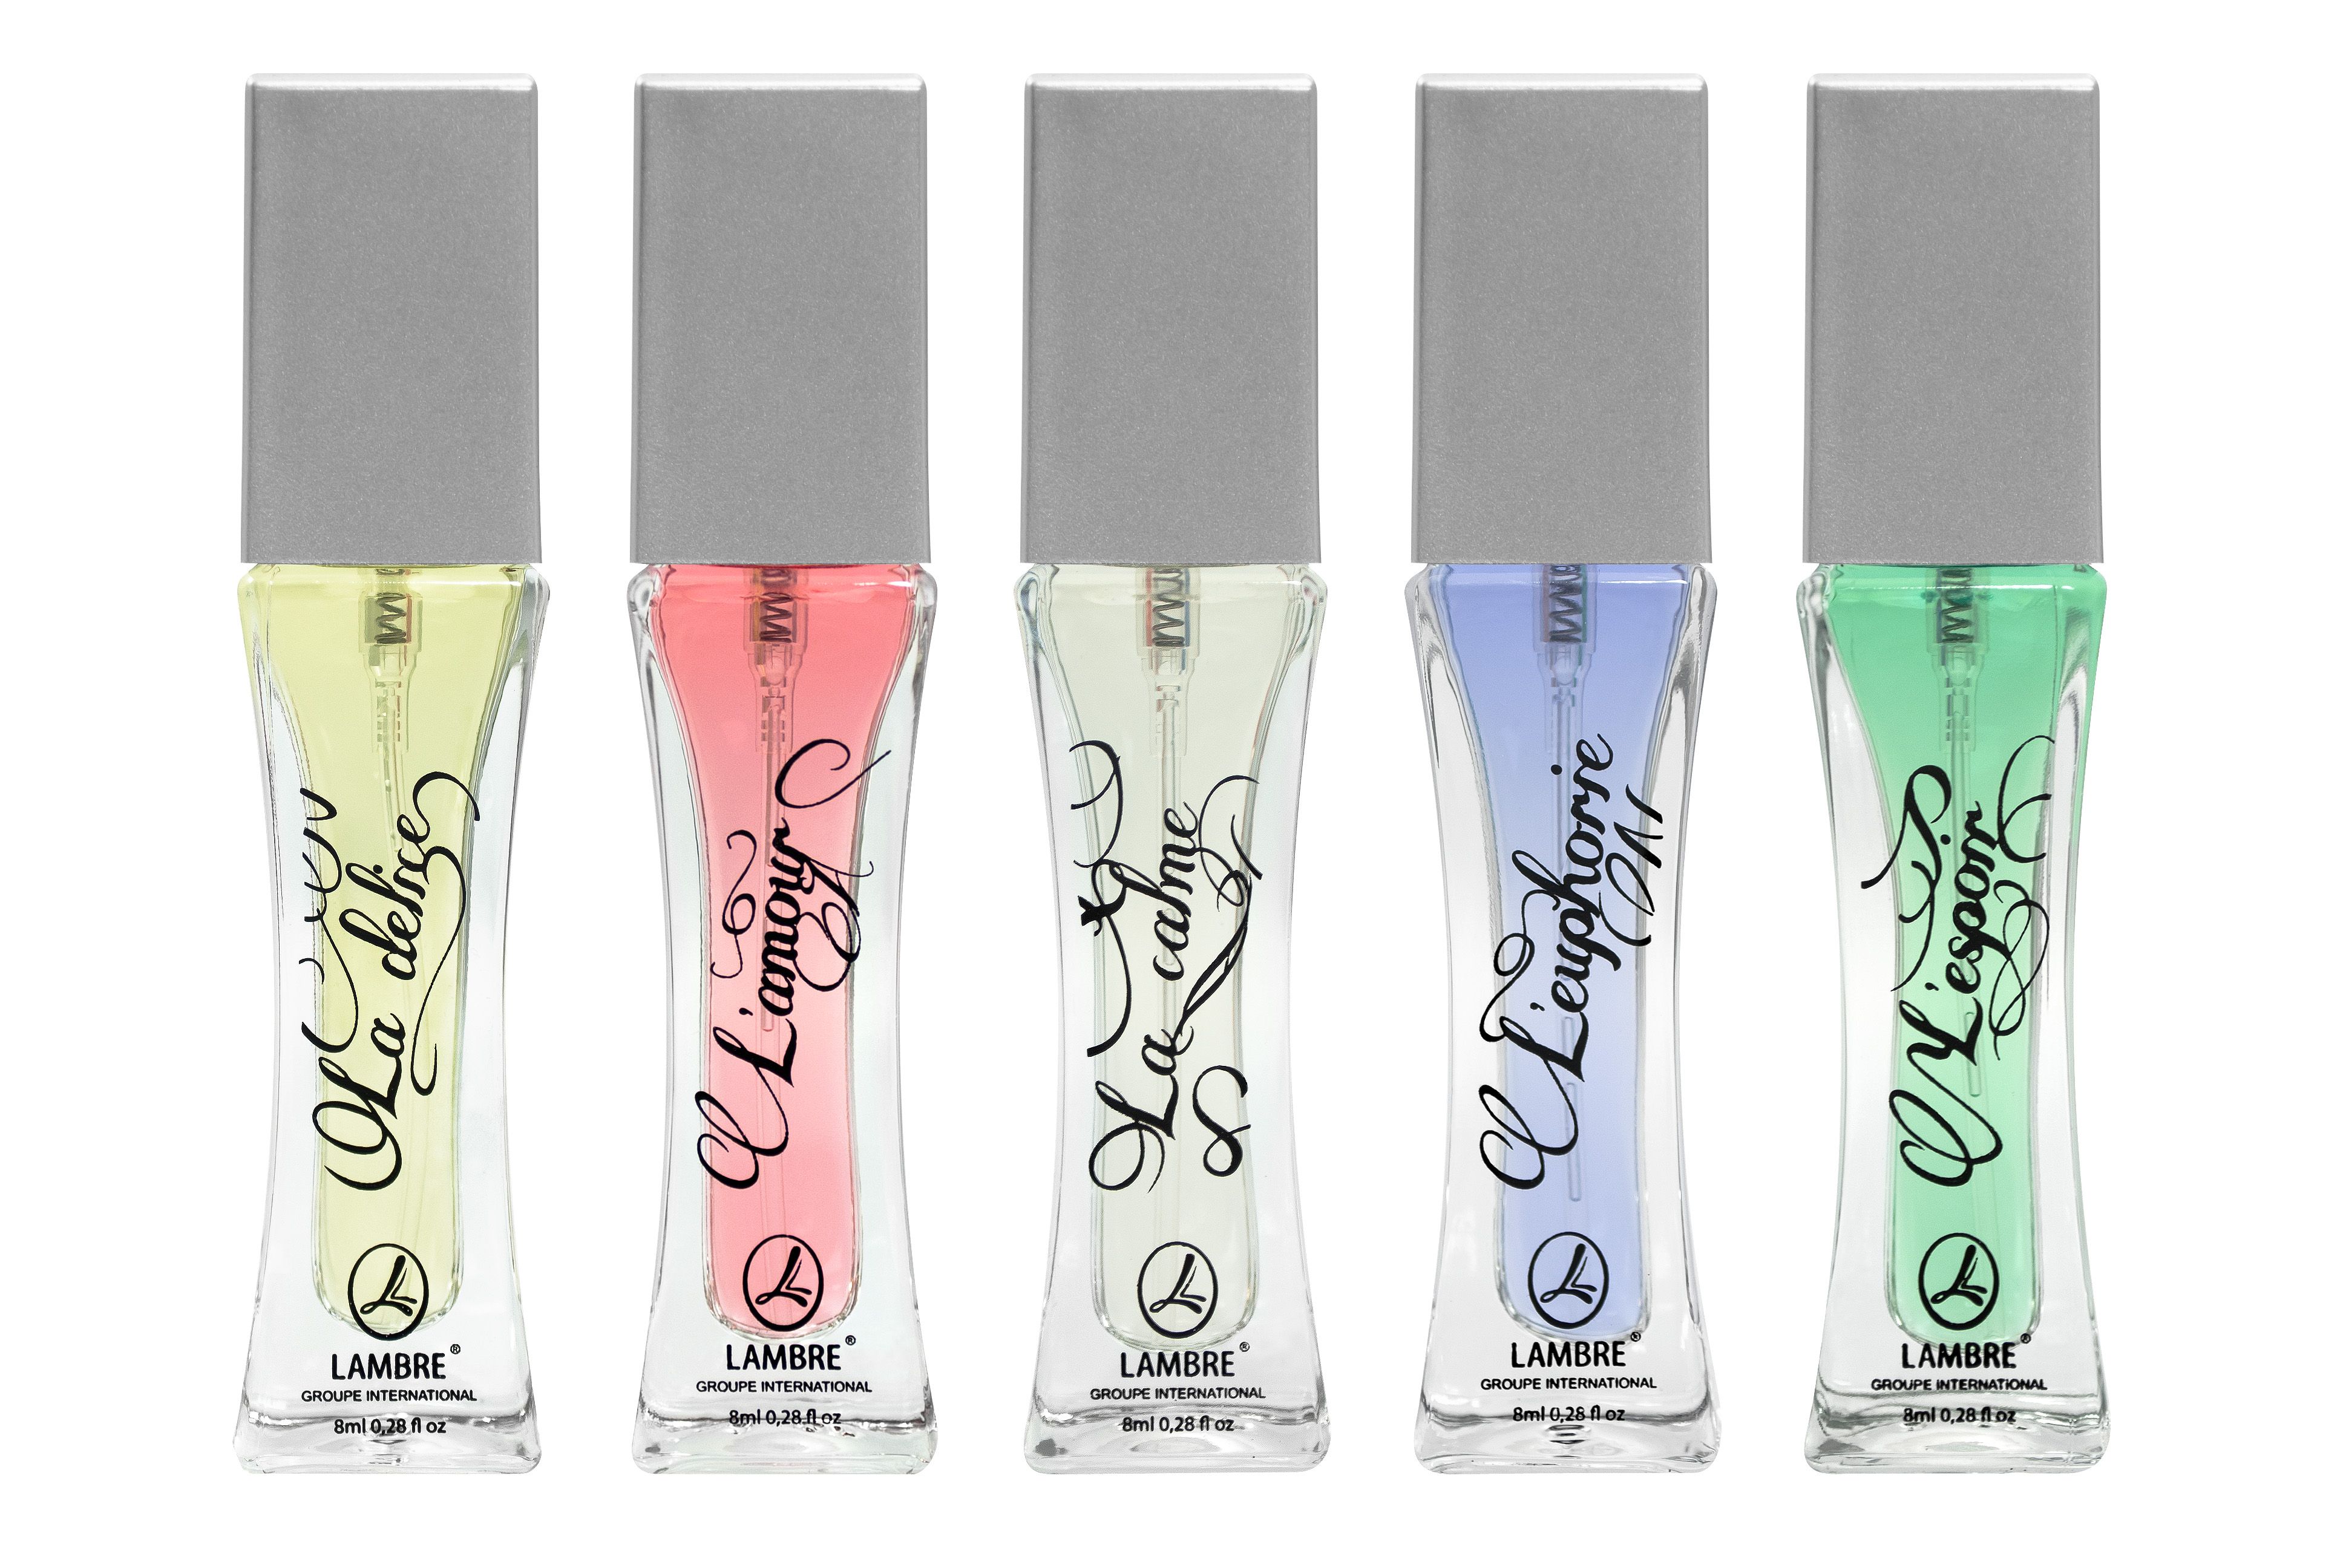 La delisse
LAMBRE®
GROUPE INTERNATIONAL
8ml 0,28 fl oz
L'amour
LAMBRE®
GROUPE INTERNATIONAL
8ml 0,28 fl oz
La calme
LAMBRE®
GROUPE INTERNATIONAL
8ml 0,28 fl oz
L'euphorie
LAMBRE®
GROUPE INTERNATIONAL
8ml 0,28 fl oz
L'espoir
LAMBRE®
GROUPE INTERNATIONAL
8ml 0,28 fl oz